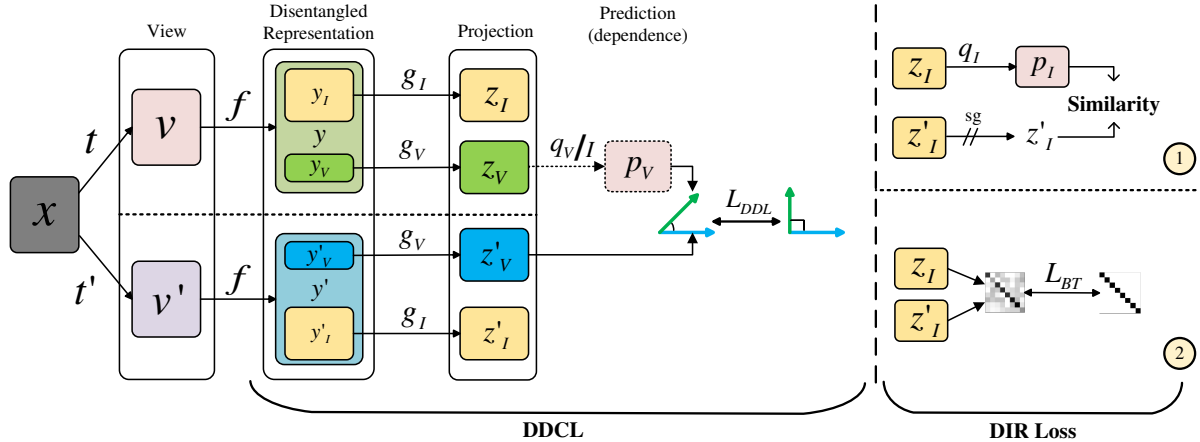 View
Disentangled
Representation
Projection
Prediction
(dependence)
x
t
t'
v
v'
f
f
y_I
y
y_V
y'_V
y'
y'_I
g_I
g_V
g_V
g_I
z_I
z_V
z'_V
z'_I
q_V/I
p_V
L_DDL
DDCL
z_I
q_I
p_I
Similarity
z'_I
sg
z'_I
1
z_I
z'_I
L_BT
2
DIR Loss